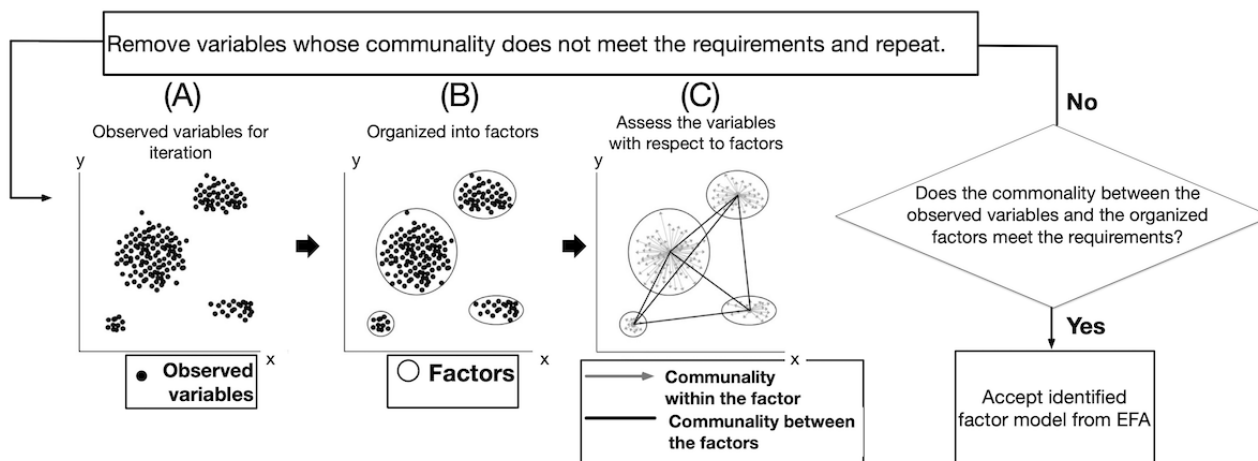 Remove variables whose communality does not meet the requirements and repeat.
(A)
Observed variables for
iteration
y
x
Observed
variables
(B)
Organized into factors
y
x
Factors
(C)
Assess the variables
with respect to factors
y
x
Communality
within the factor
Communality between
the factors
No
Does the commonality between the
observed variables and the organized
factors meet the requirements?
Yes
Accept identified
factor model from EFA